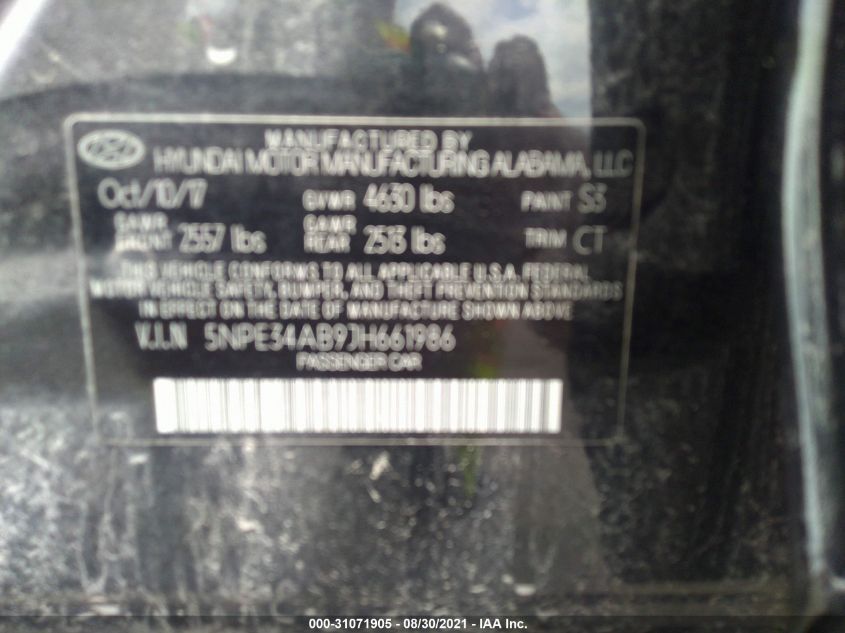 MANUFACTURED BY
HYUNDAI MOTOR MANUFACTURING ALABAMA, LLC
Oct/10/17 GVWR 4630 lbs PAINT S3
GAWR FRONT 2557 lbs GAWR REAR 2513 lbs TRIM CT
THIS VEHICLE CONFORMS TO ALL APPLICABLE U.S.A. FEDERAL
MOTOR VEHICLE SAFETY, BUMPER, AND THEFT PREVENTION STANDARDS
IN EFFECT ON THE DATE OF MANUFACTURE SHOWN ABOVE
V.I.N 5NPE34AB9JH661986
PASSENGER CAR
000-31071905 - 08/30/2021 - IAA Inc.